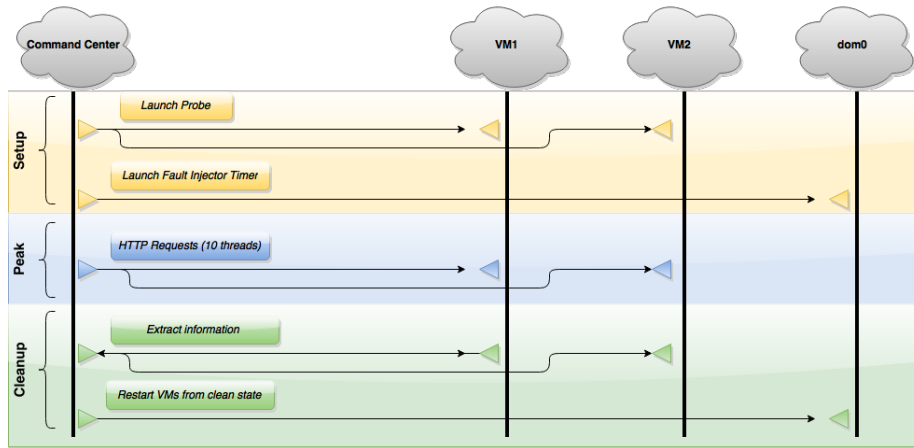 Command Center
VM1
VM2
dom0
Setup
Launch Probe
Launch Fault Injector Timer
Peak
HTTP Requests (10 threads)
Cleanup
Extract information
Restart VMs from clean state